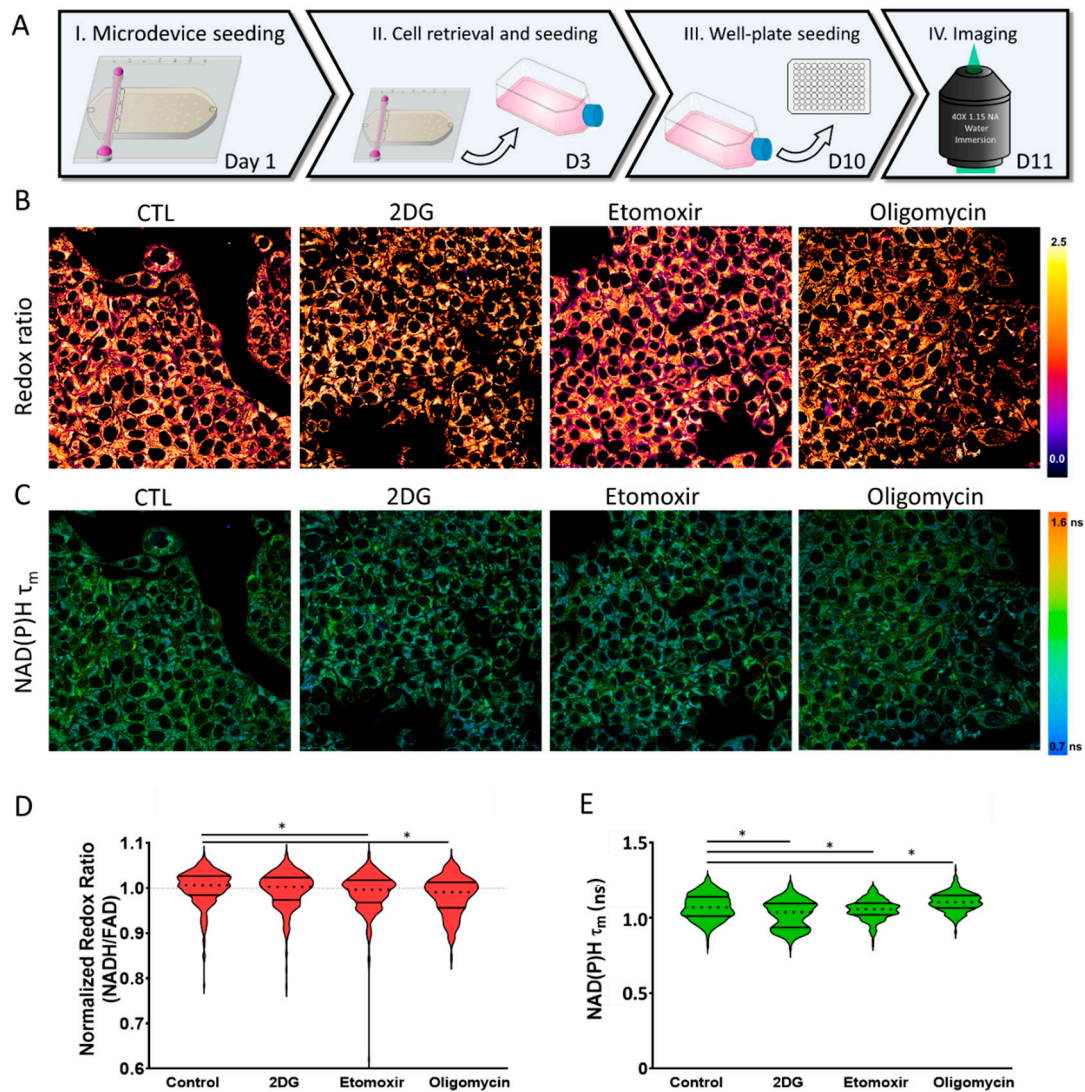 A
I. Microdevice seeding
Day 1
II. Cell retrieval and seeding
D3
III. Well-plate seeding
D10
IV. Imaging
40X 1.15 NA
Water
Immersion
D11
B
CTL
2DG
Etomoxir
Oligomycin
Redox ratio
2.5
0.0
C
CTL
2DG
Etomoxir
Oligomycin
NAD(P)H τm
1.6 ns
0.7 ns
D
Normalized Redox Ratio
(NADH/FAD)
1.1
1.0
0.9
0.8
0.7
0.6
*
*
Control
2DG
Etomoxir
Oligomycin
E
NAD(P)H τm (ns)
1.5
1.0
0.5
0
*
*
*
Control
2DG
Etomoxir
Oligomycin